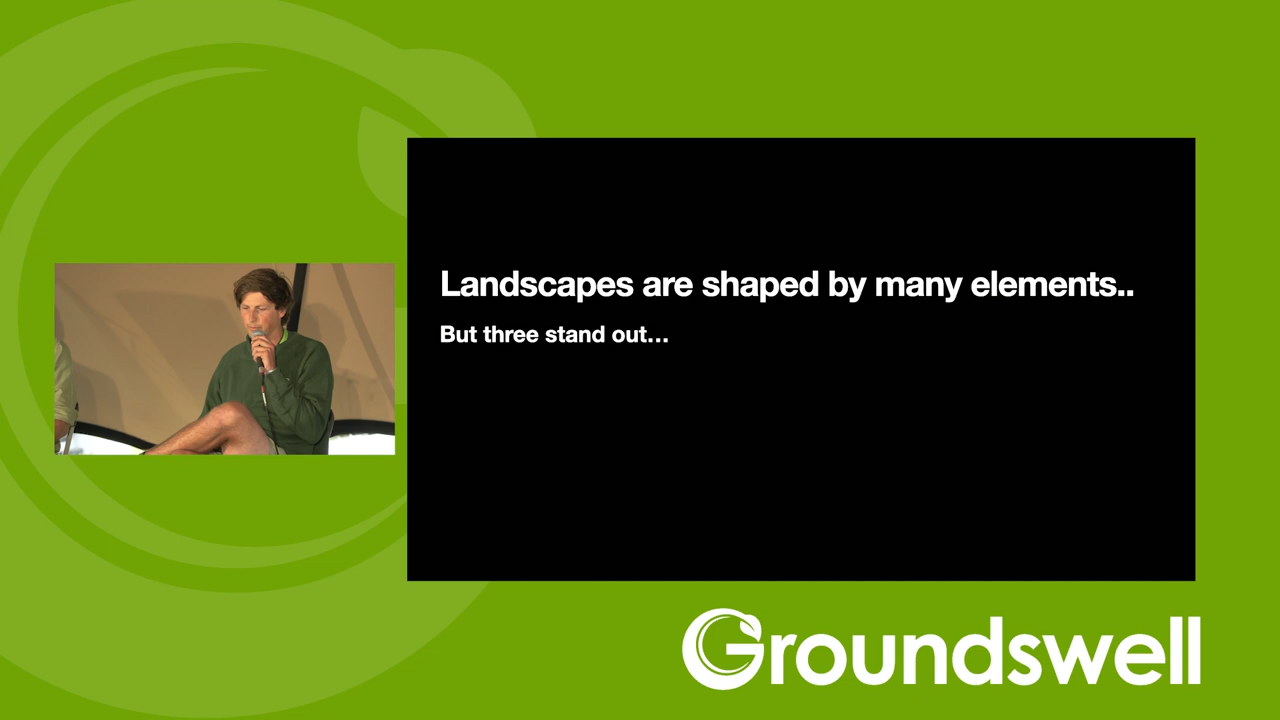 Landscapes are shaped by many elements..
But three stand out…
Groundswell